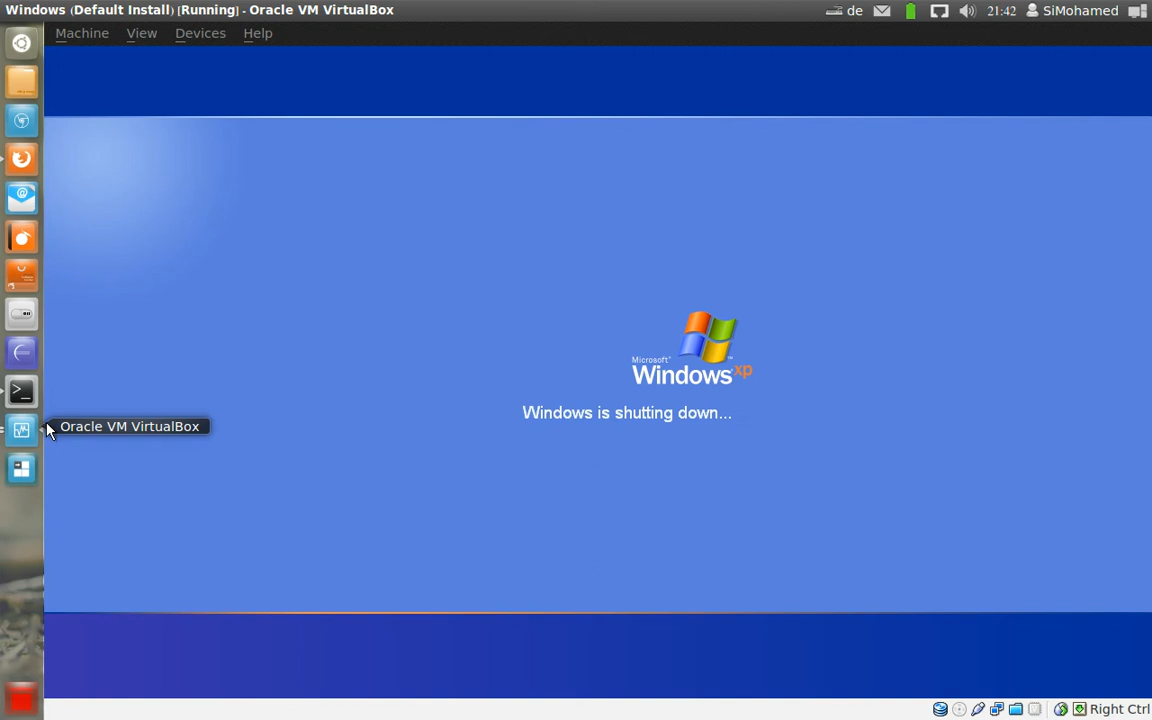 Windows (Default Install) [Running] - Oracle VM VirtualBox
de
21:42
SiMohamed
Machine View Devices Help
Microsoft
Windows xp
Windows is shutting down...
Oracle VM VirtualBox
Right Ctrl